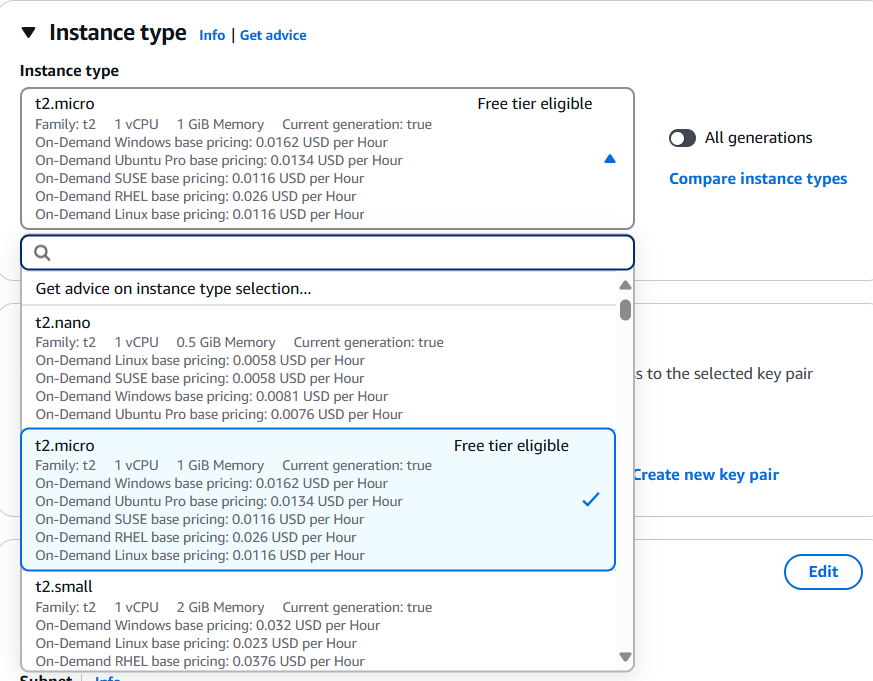 Instance type Info | Get advice
Instance type
t2.micro Free tier eligible
Family: t2 1 vCPU 1 GiB Memory Current generation: true
On-Demand Windows base pricing: 0.0162 USD per Hour
On-Demand Ubuntu Pro base pricing: 0.0134 USD per Hour
On-Demand SUSE base pricing: 0.0116 USD per Hour
On-Demand RHEL base pricing: 0.026 USD per Hour
On-Demand Linux base pricing: 0.0116 USD per Hour
All generations
Compare instance types
Get advice on instance type selection...
t2.nano
Family: t2 1 vCPU 0.5 GiB Memory Current generation: true
On-Demand Linux base pricing: 0.0058 USD per Hour
On-Demand SUSE base pricing: 0.0058 USD per Hour
On-Demand Windows base pricing: 0.0081 USD per Hour
On-Demand Ubuntu Pro base pricing: 0.0076 USD per Hour
t2.micro Free tier eligible
Family: t2 1 vCPU 1 GiB Memory Current generation: true
On-Demand Windows base pricing: 0.0162 USD per Hour
On-Demand Ubuntu Pro base pricing: 0.0134 USD per Hour
On-Demand SUSE base pricing: 0.0116 USD per Hour
On-Demand RHEL base pricing: 0.026 USD per Hour
On-Demand Linux base pricing: 0.0116 USD per Hour
t2.small
Family: t2 1 vCPU 2 GiB Memory Current generation: true
On-Demand Windows base pricing: 0.032 USD per Hour
On-Demand Linux base pricing: 0.023 USD per Hour
On-Demand RHEL base pricing: 0.0376 USD per Hour
to the selected key pair
Create new key pair
Edit
Subnet Info